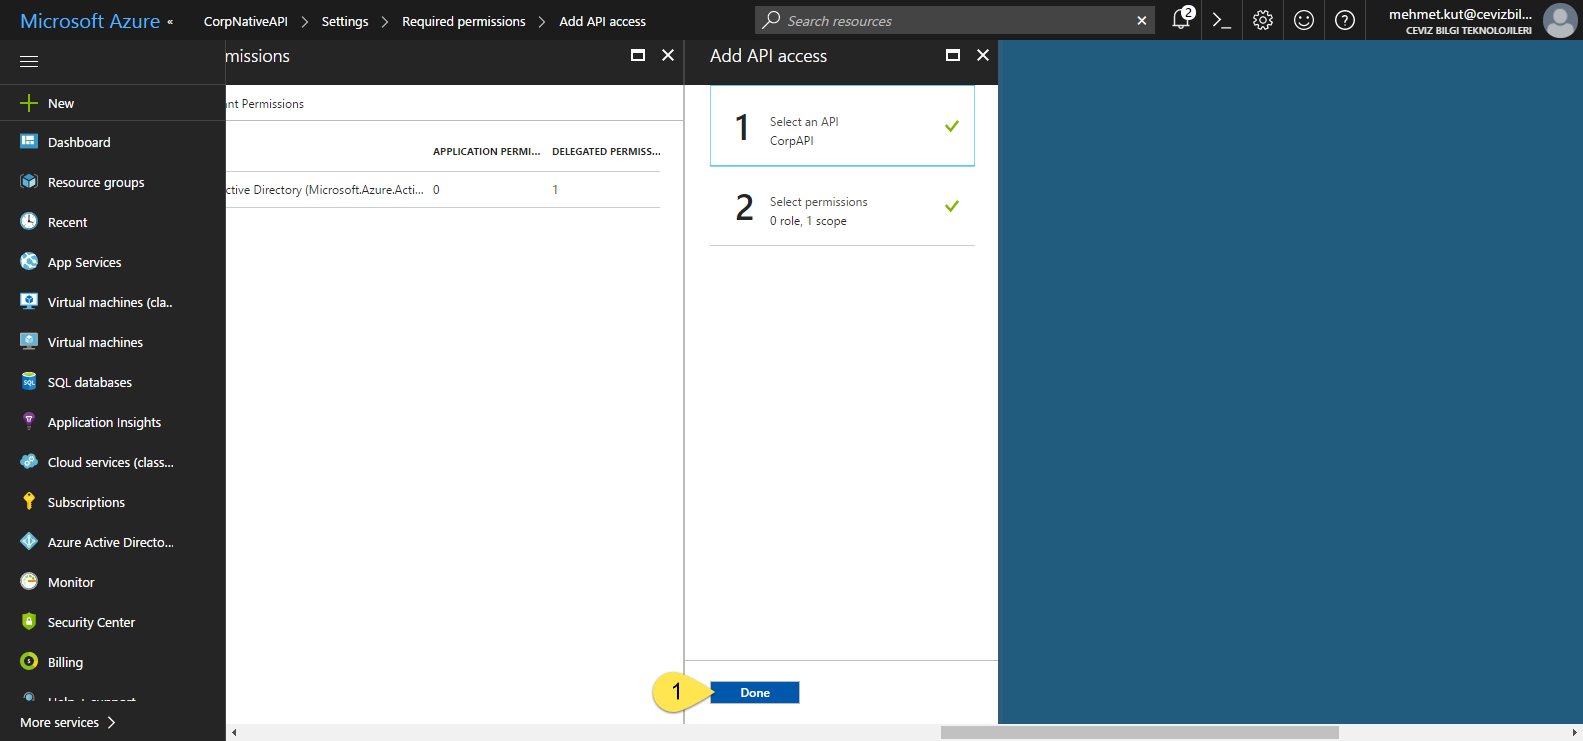 Microsoft Azure «
CorpNativeAPI > Settings > Required permissions > Add API access
Search resources
2
mehmet.kut@cevizbil...
CEVIZ BILGI TEKNOLOJILERI
New
Dashboard
Resource groups
Recent
App Services
Virtual machines (cla..
Virtual machines
SQL databases
Application Insights
Cloud services (class...
Subscriptions
Azure Active Directo...
Monitor
Security Center
Billing
Help + support
More services >
missions
nt Permissions
APPLICATION PERMI... DELEGATED PERMISS...
ctive Directory (Microsoft.Azure.Acti... 0 1
Add API access
1 Select an API
CorpAPI
2 Select permissions
0 role, 1 scope
1
Done